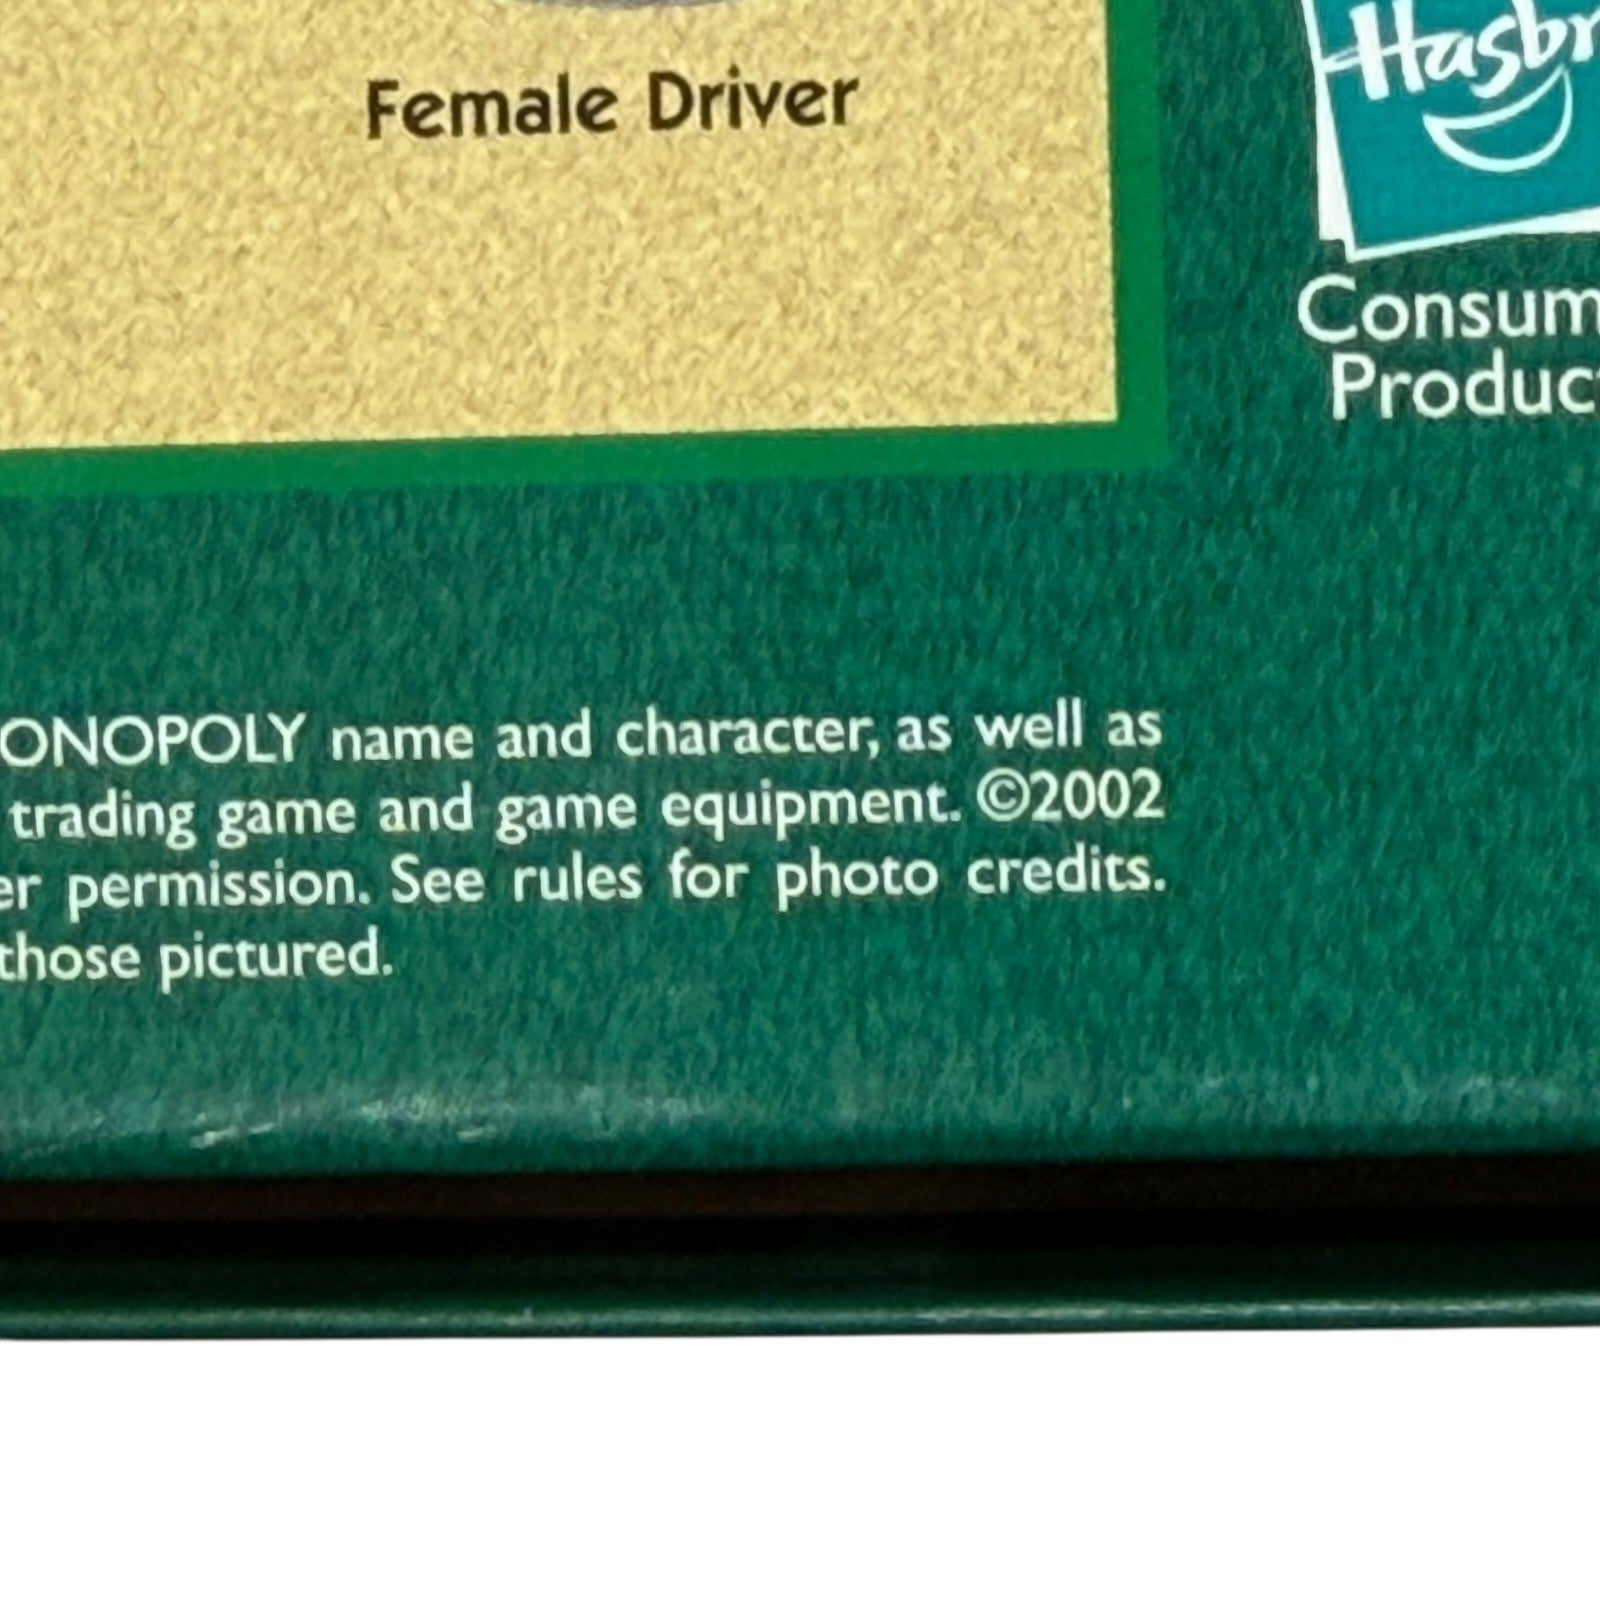 Female Driver
Hasbr
Consum
Produc
ONOPOLY name and character, as well as
trading game and game equipment. ©2002
er permission. See rules for photo credits.
those pictured.